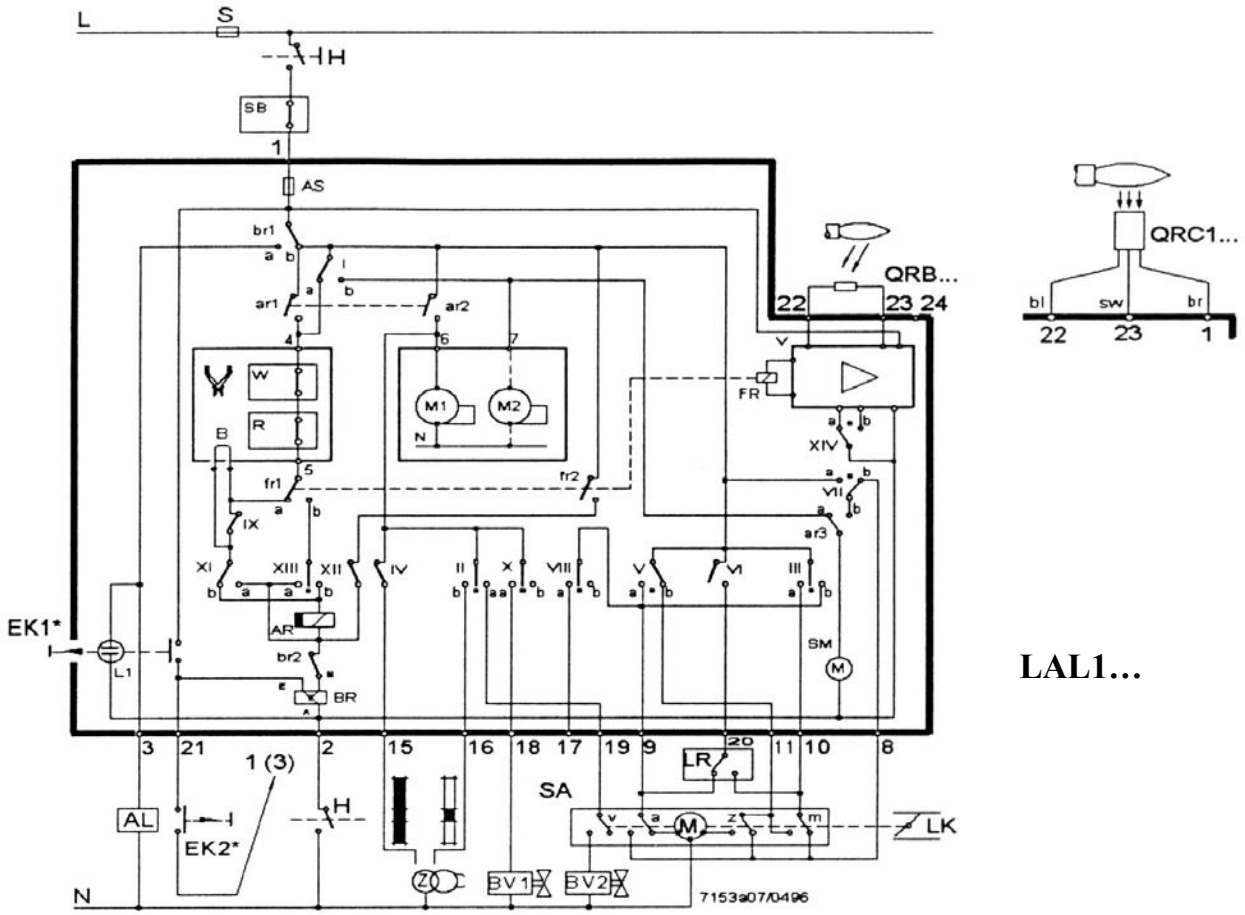 L S
H
SB
1
AS
br1
a b I
a b
ar1 ar2
4 6 7
W
R
M1 M2
N
B
5
QRB...
22 23 24
V
FR
a b
XIV
QRC1...
bl sw br
22 23 1
fr1 a b
fr2
a b
VII
a b
ar3
IX
XI XIII XII IV II X VIII V VI III
b a a b b a a b a b a b a b
AR
br2
BR
A
SM
M
EK1*
L1
LAL1...
3 21 2 15 16 18 17 19 9 20 11 10 8
1 (3)
LR
SA
AL
H
v a M z m
LK
EK2*
Z
BV1 BV2
N
7153a07/0496